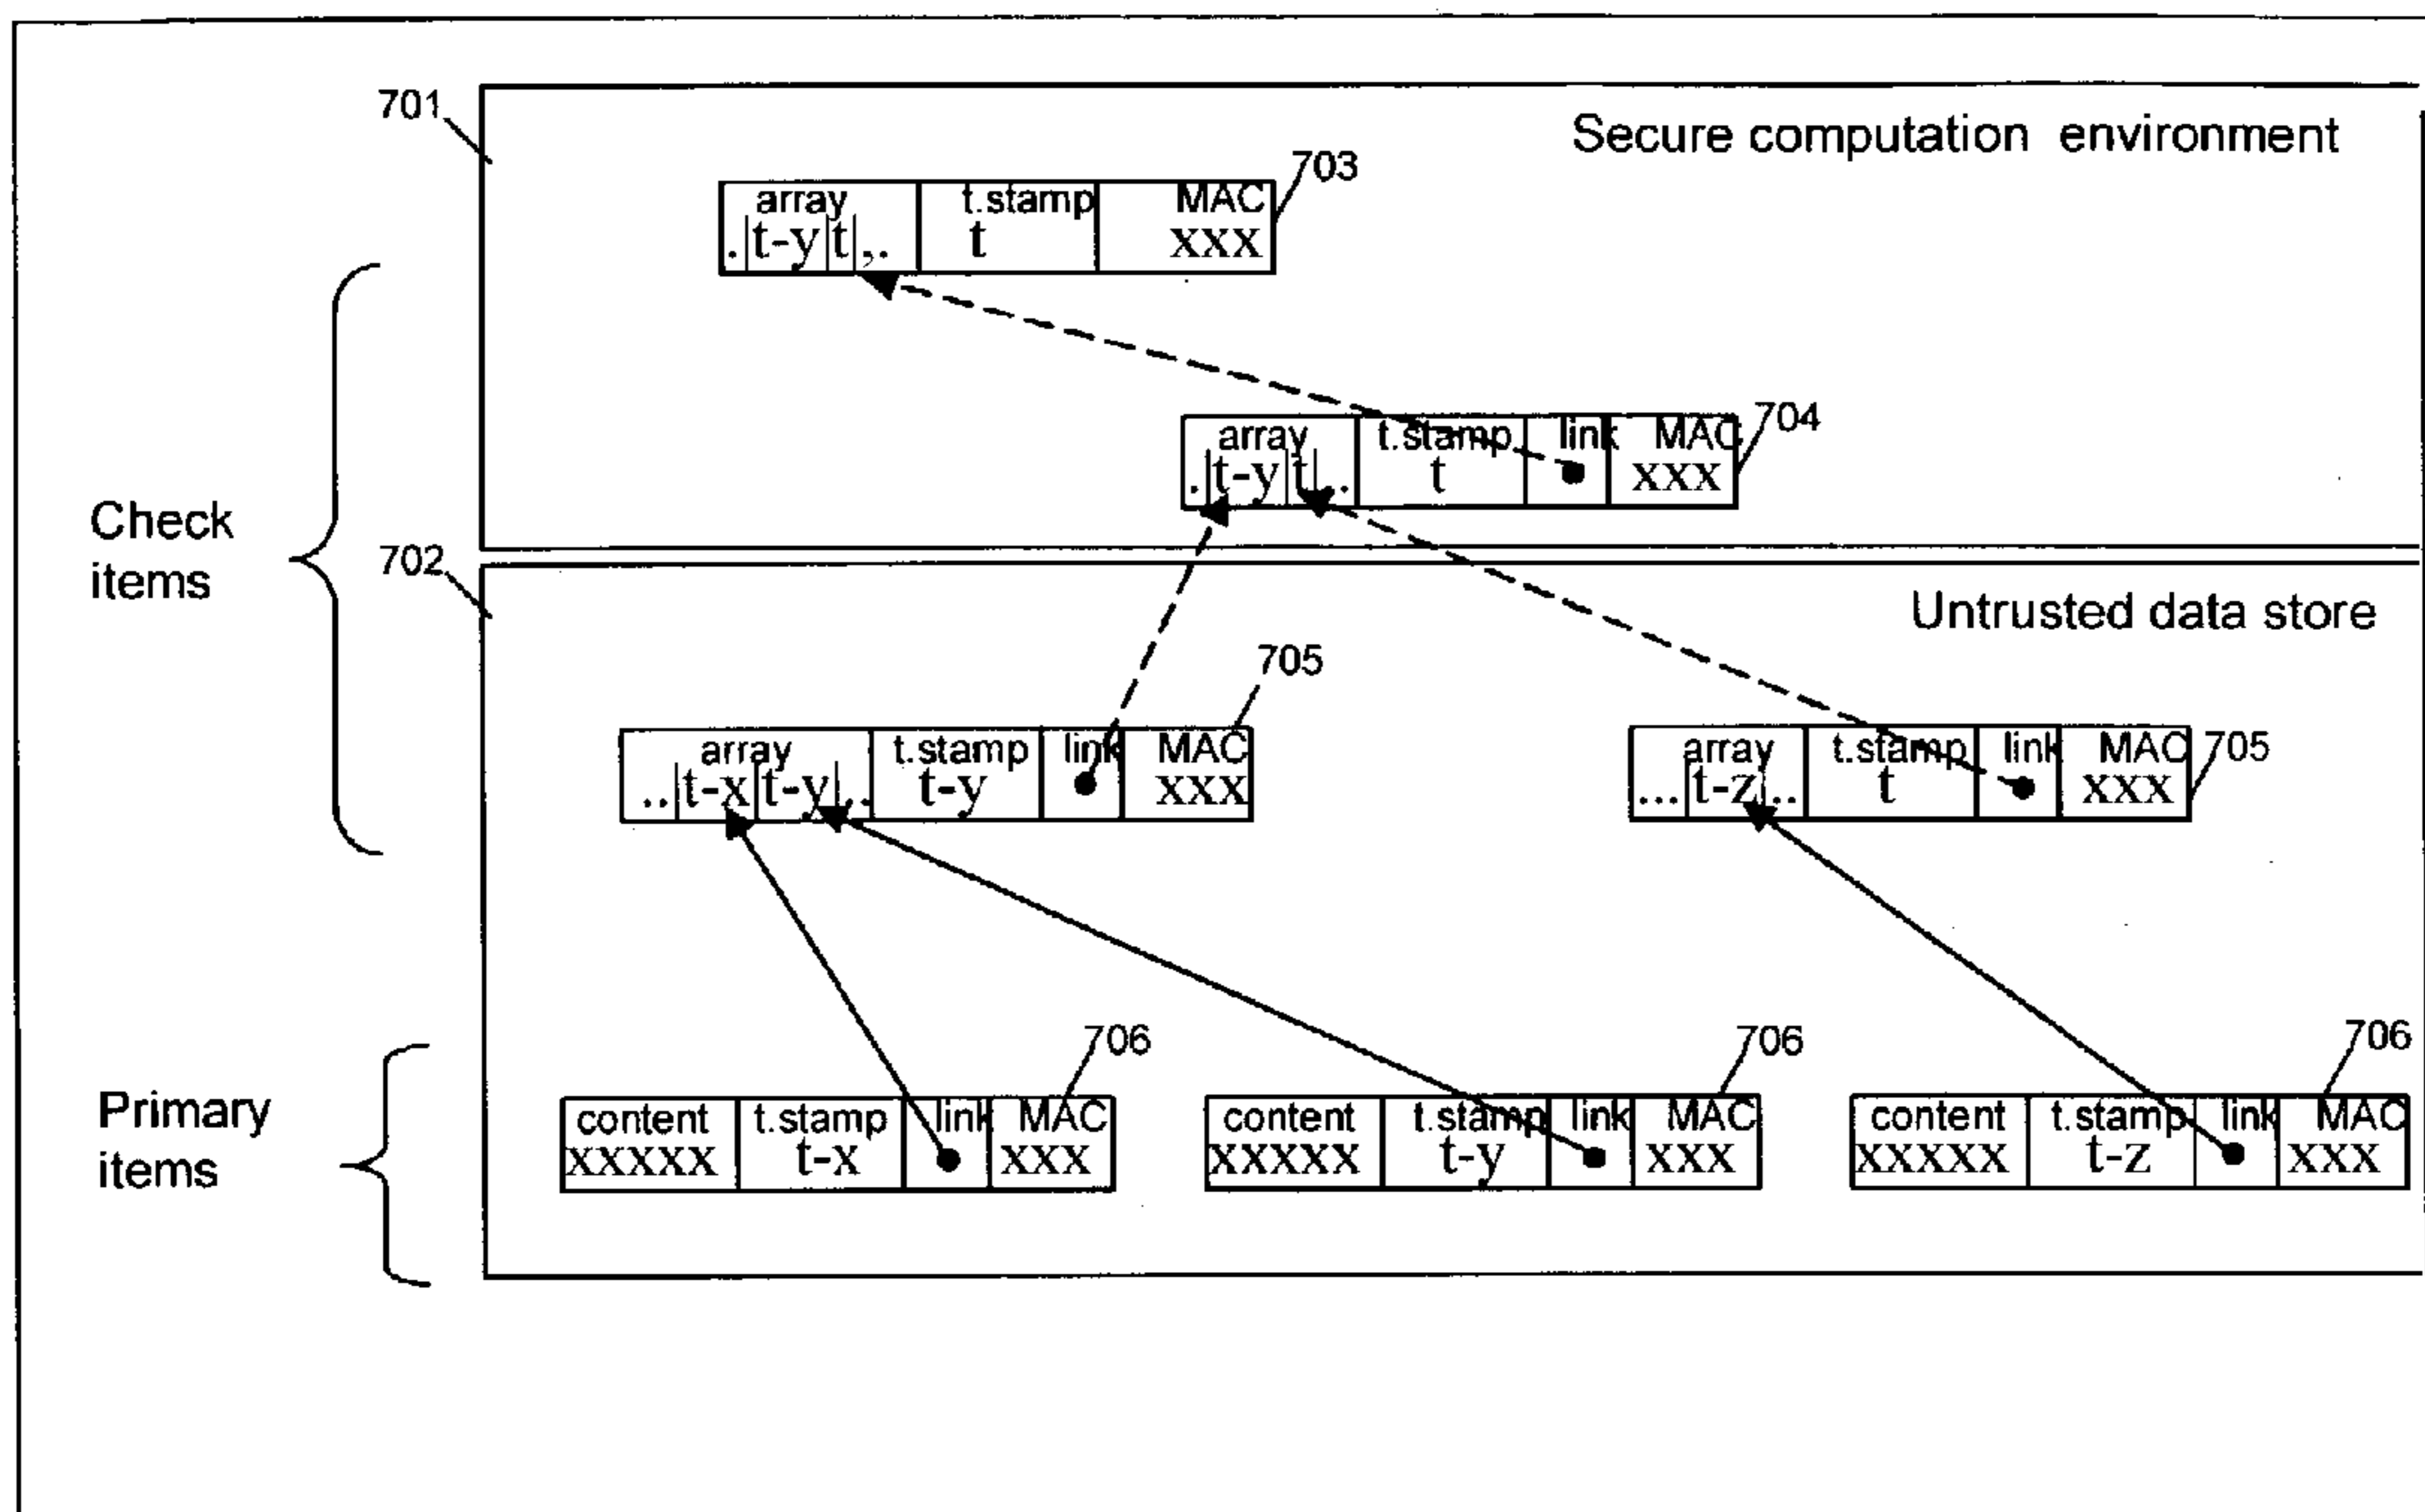 701
Secure computation environment
703
array t.stamp MAC
.|t-y|t|,. t xxx
704
array t.stamp link MAC
.|t-y|t|.. t xxx
Check
items
702
Untrusted data store
705
array t.stamp link MAC
..|t-x|t-y|.. t-y xxx
array t.stamp link MAC 705
...|t-z|.. t xxx
706 706 706
Primary
items
content t.stamp link MAC
xxxxx t-x xxx
content t.stamp link MAC
xxxxx t-y xxx
content t.stamp link MAC
xxxxx t-z xxx